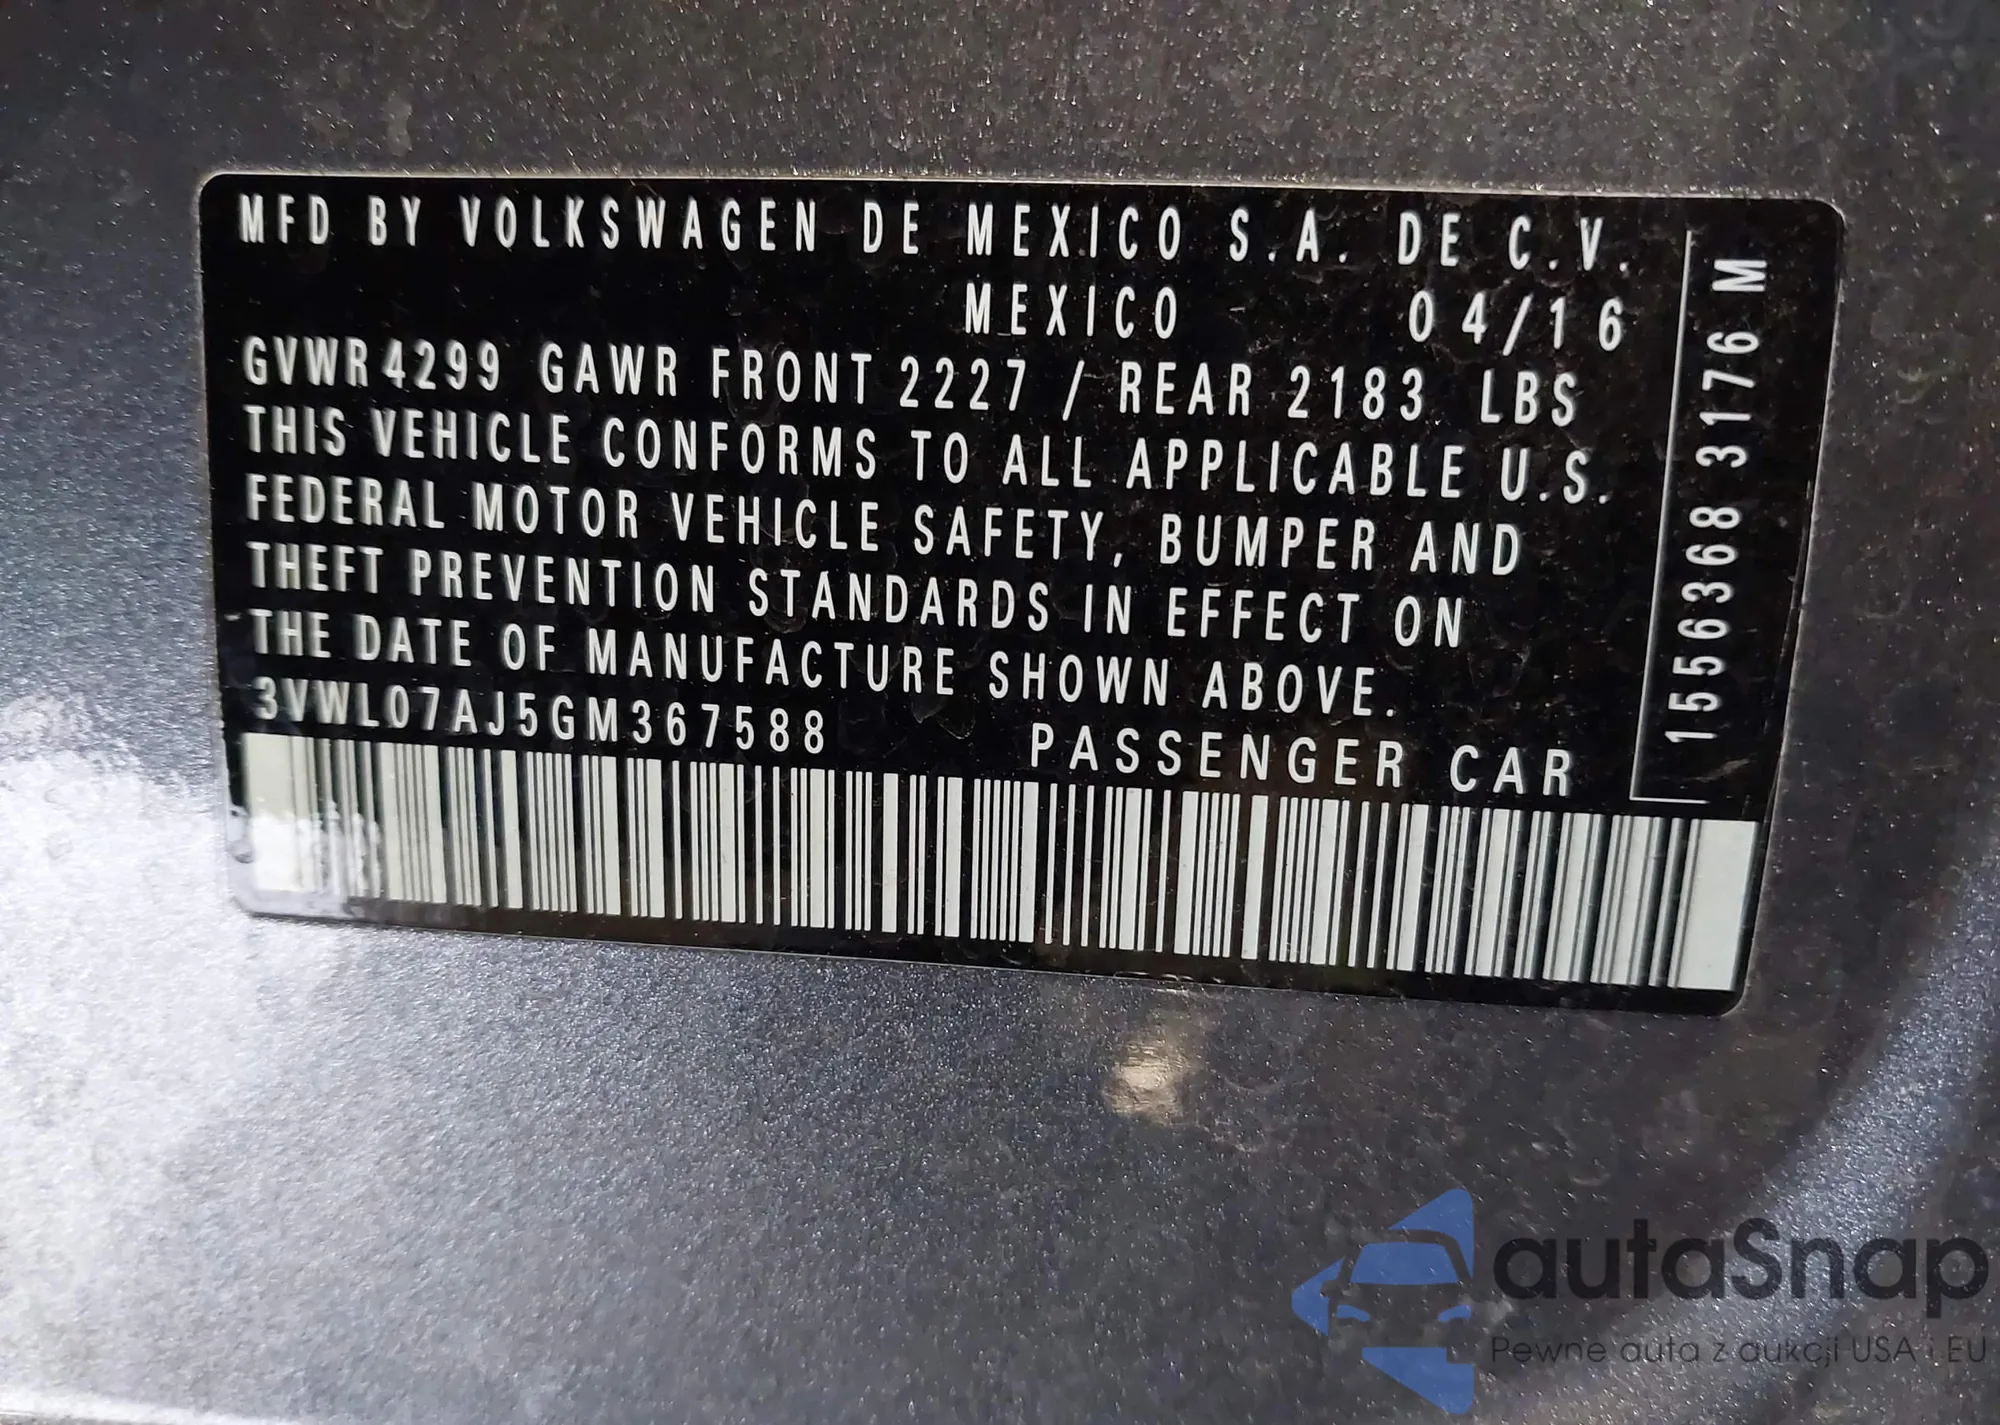 MFD BY VOLKSWAGEN DE MEXICO S.A. DE C.V.
MEXICO 04/16
GVWR 4299 GAWR FRONT 2227 / REAR 2183 LBS
THIS VEHICLE CONFORMS TO ALL APPLICABLE U.S.
FEDERAL MOTOR VEHICLE SAFETY, BUMPER AND
THEFT PREVENTION STANDARDS IN EFFECT ON
THE DATE OF MANUFACTURE SHOWN ABOVE.
3VWL07AJ5GM367588 PASSENGER CAR
1556368 3176 M
autaSnap
Pewne auta z aukcji USA i EU